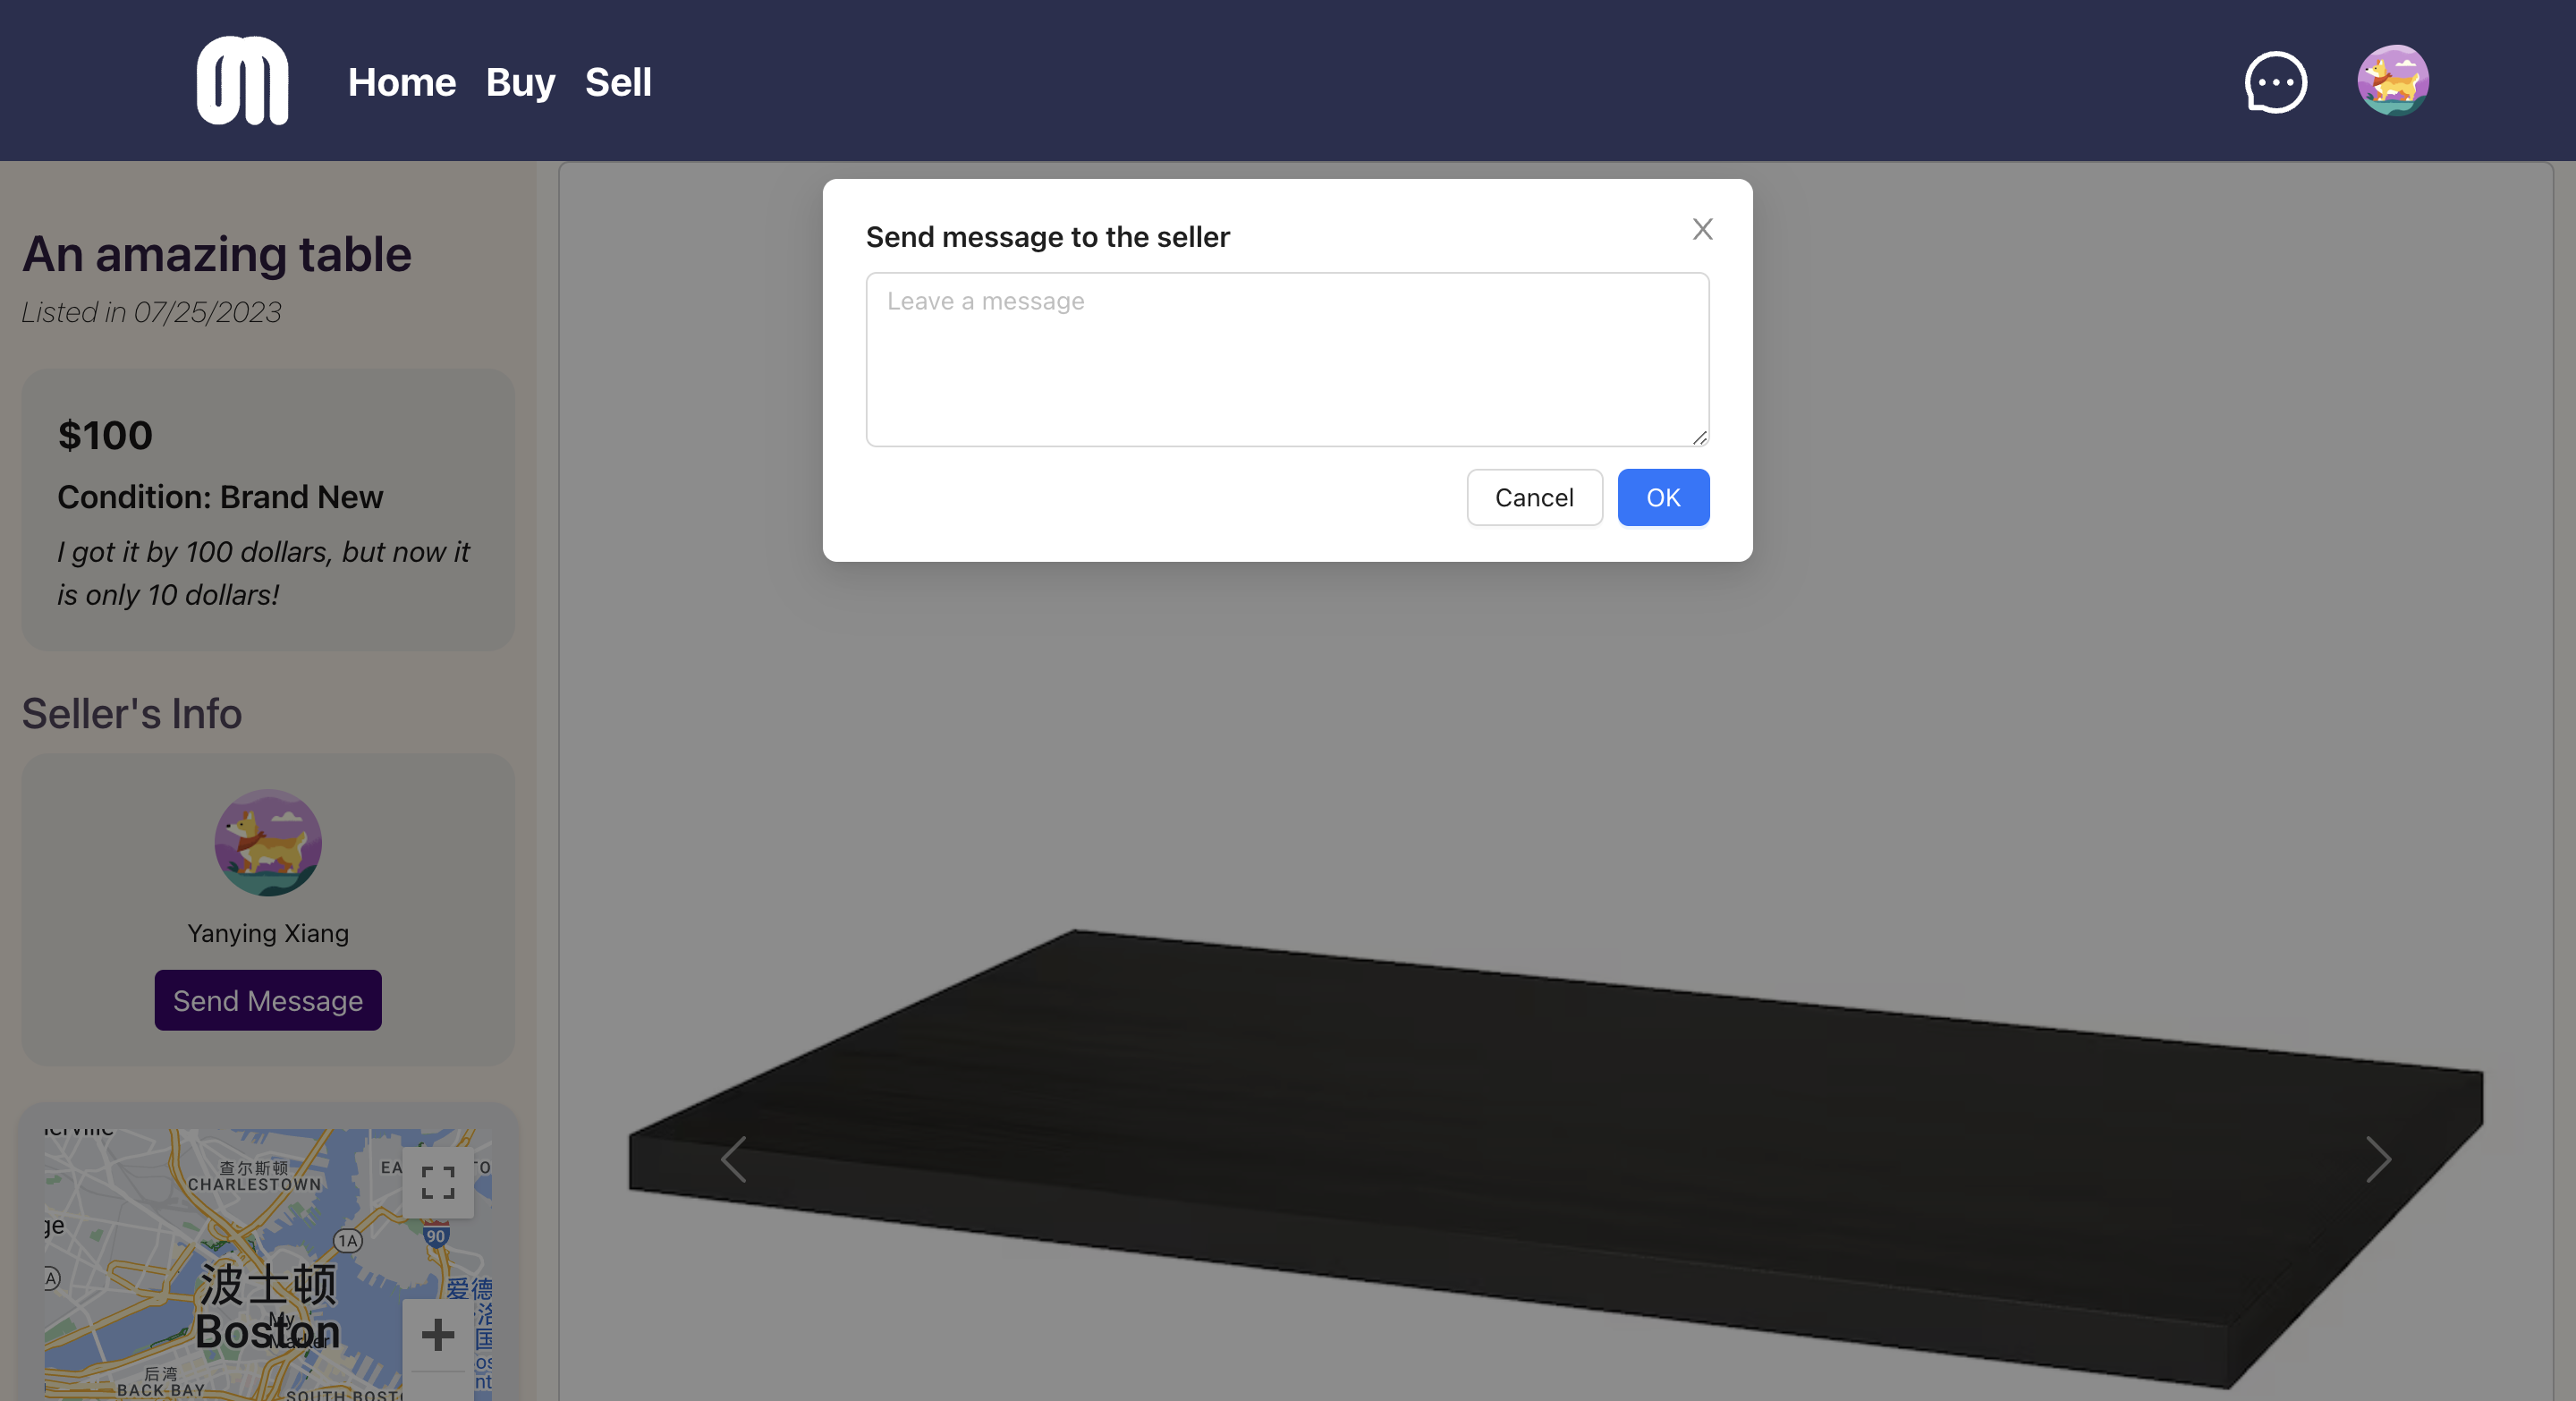 Home Buy Sell
An amazing table
Listed in 07/25/2023
$100
Condition: Brand New
I got it by 100 dollars, but now it
is only 10 dollars!
Seller's Info
Yanying Xiang
Send Message
Send message to the seller
Leave a message
Cancel OK
查尔斯顿
CHARLESTOWN
1A
90
波士顿
Boston
My
Marker
爱德
后湾
BACK BAY